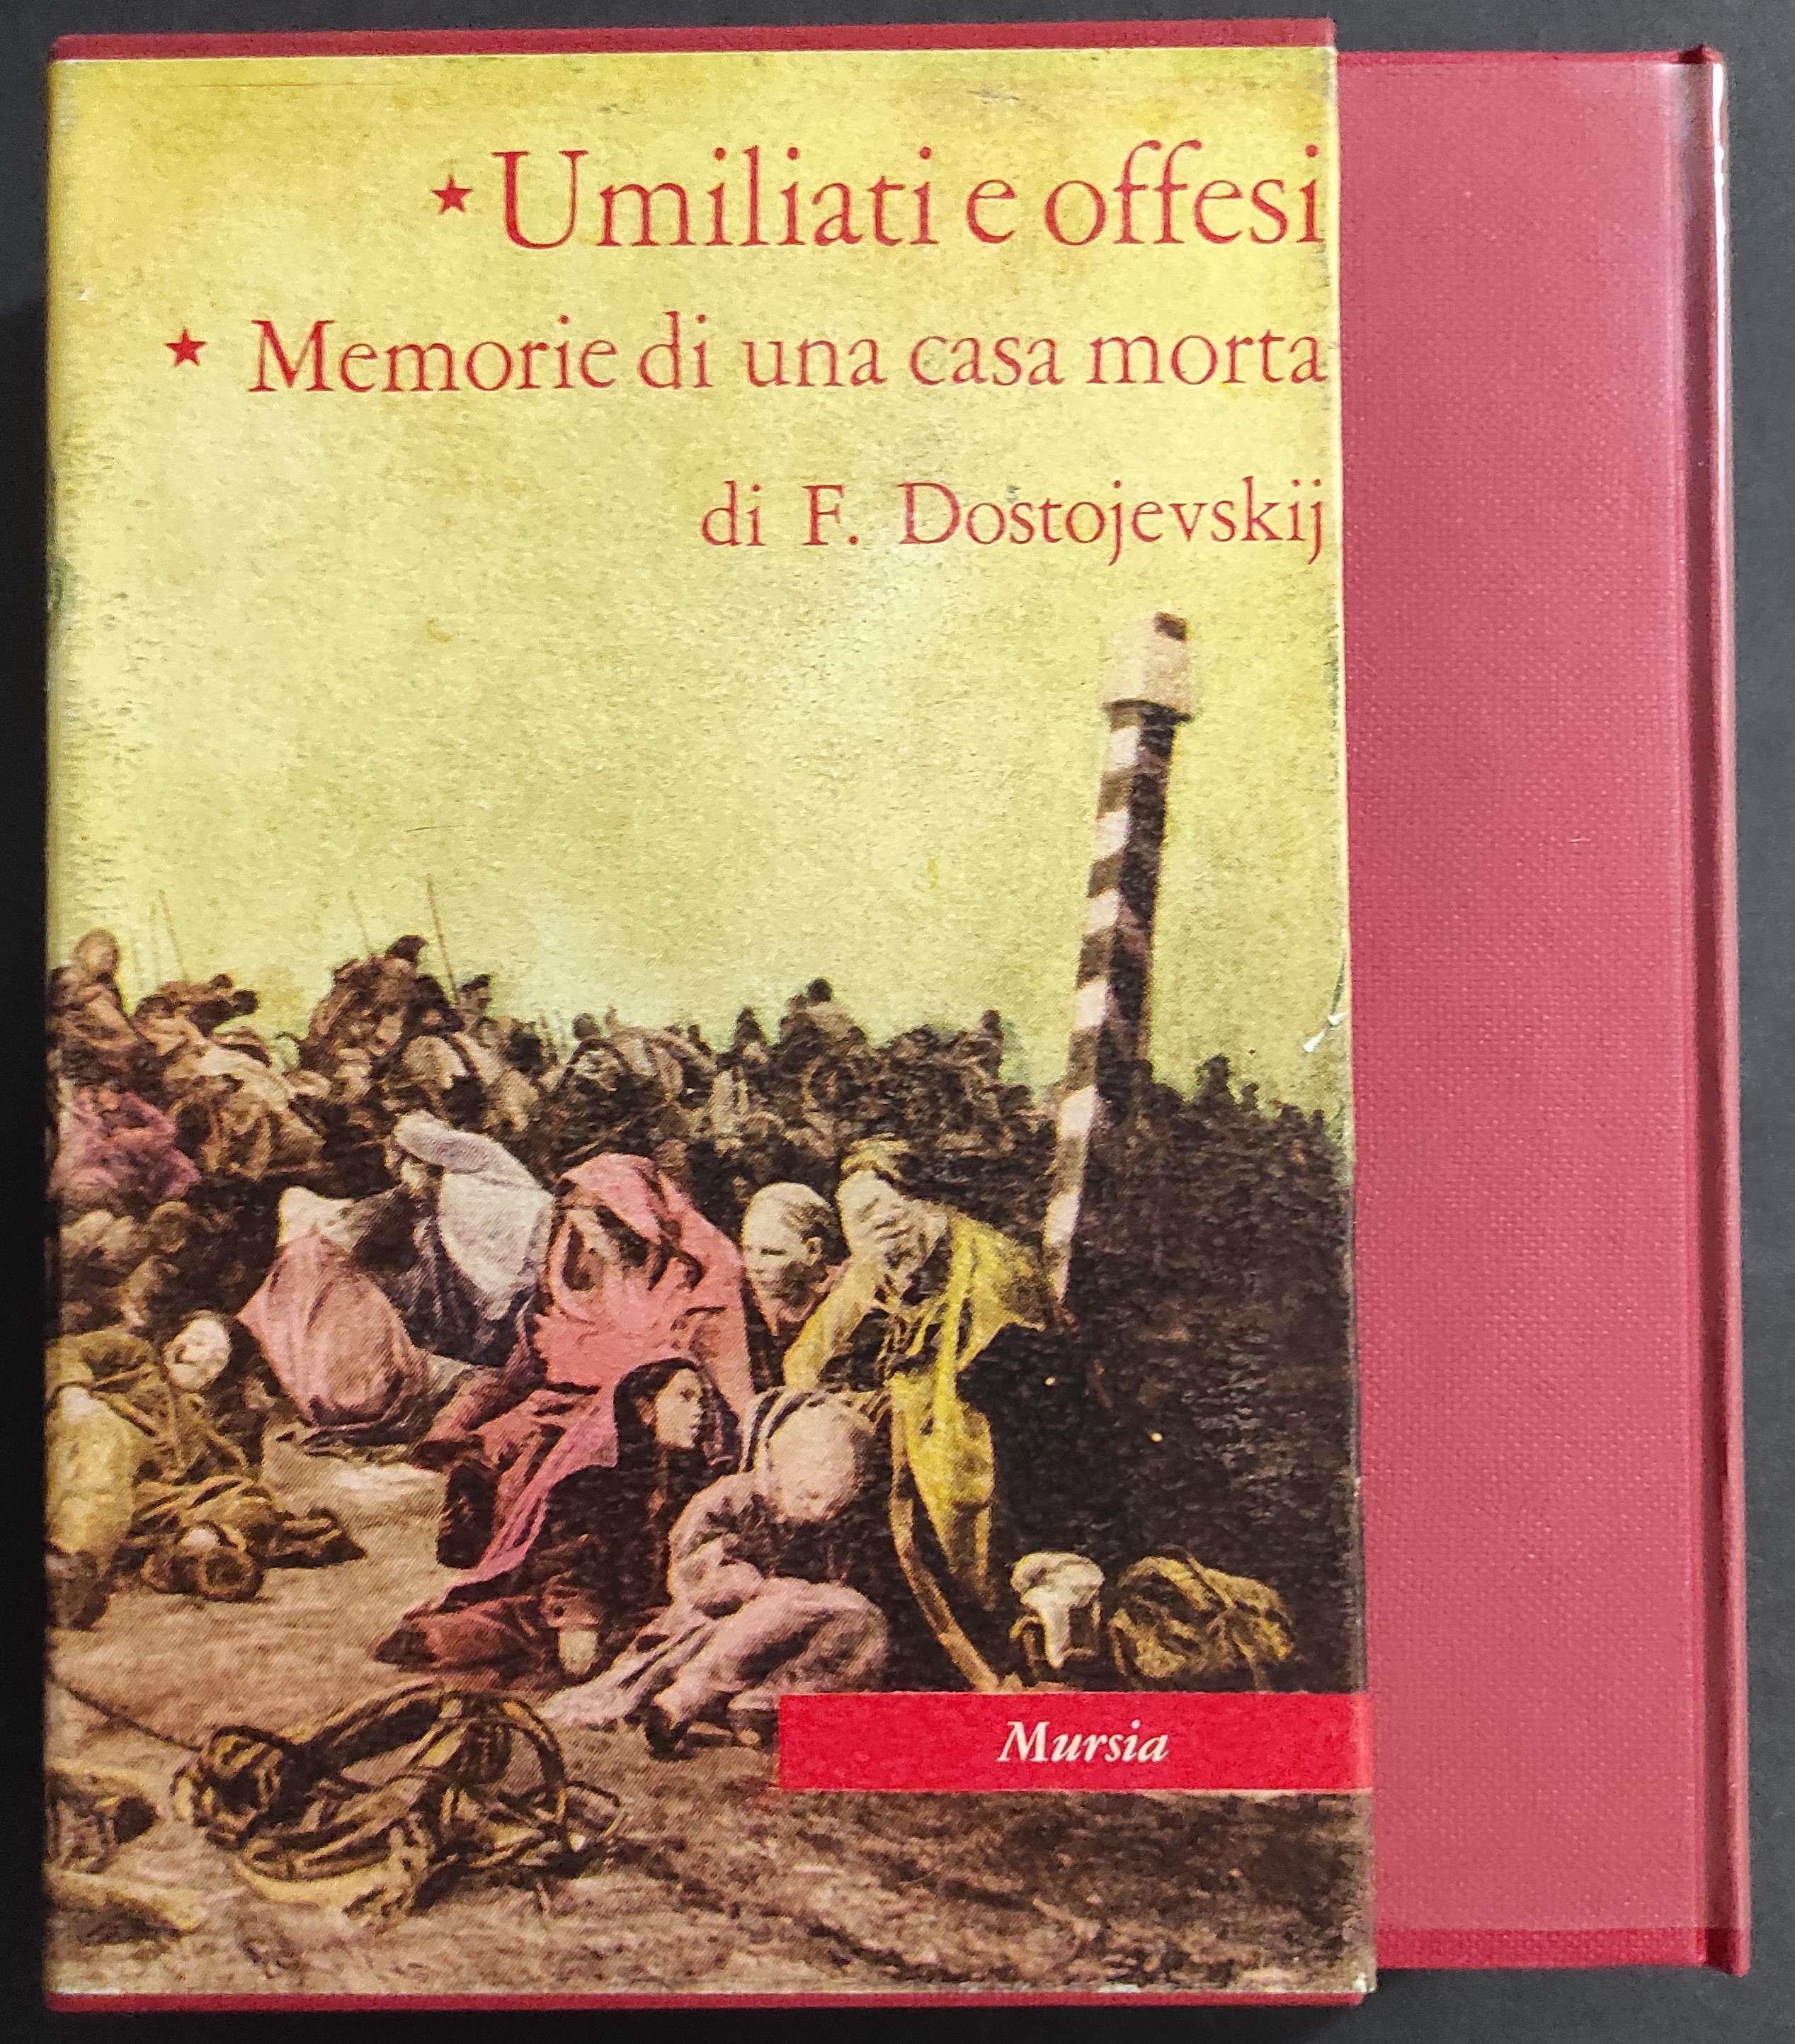 ★ Umiliati e offesi
★ Memorie di una casa morta
di F. Dostojevskij
Mursia